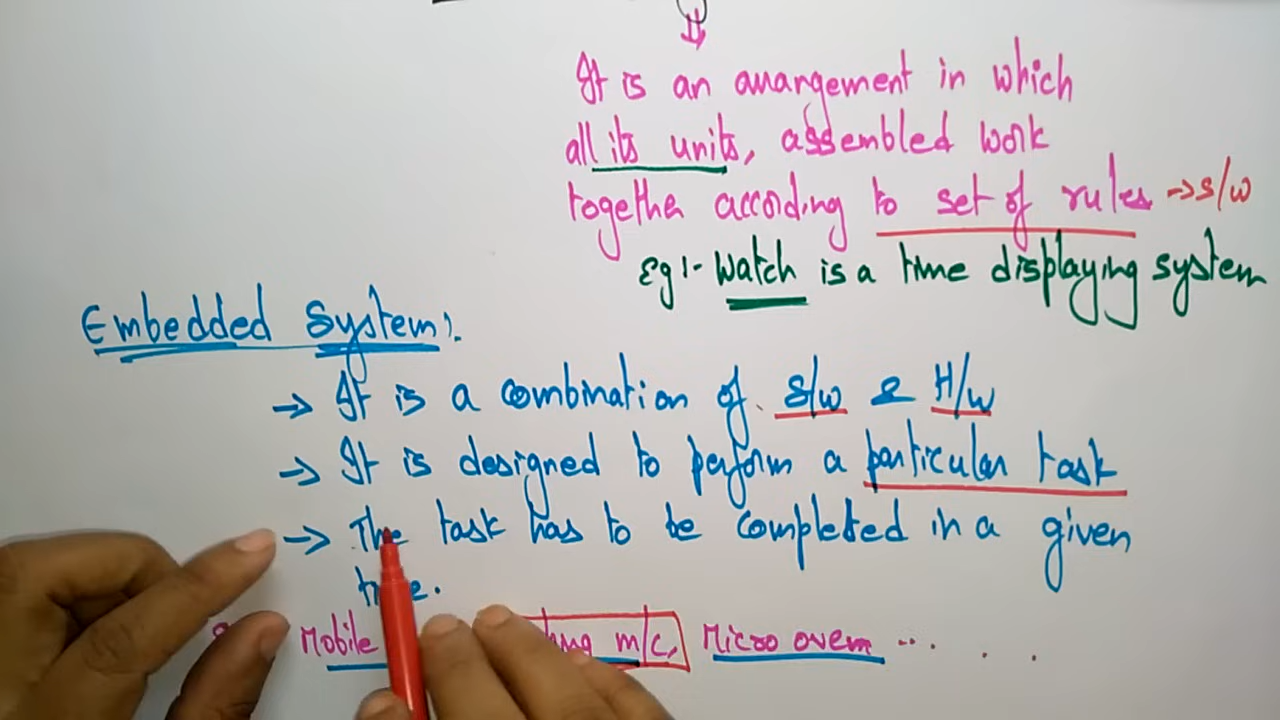 It is an arrangement in which
all its units, assembled work
together according to set of rules → S/w
Eg:- Watch is a time displaying system
Embedded System:
→ It is a combination of S/w & H/w
→ It is designed to perform a particular task
→ The task has to be completed in a given
Mobile m/c, Micro oven ...